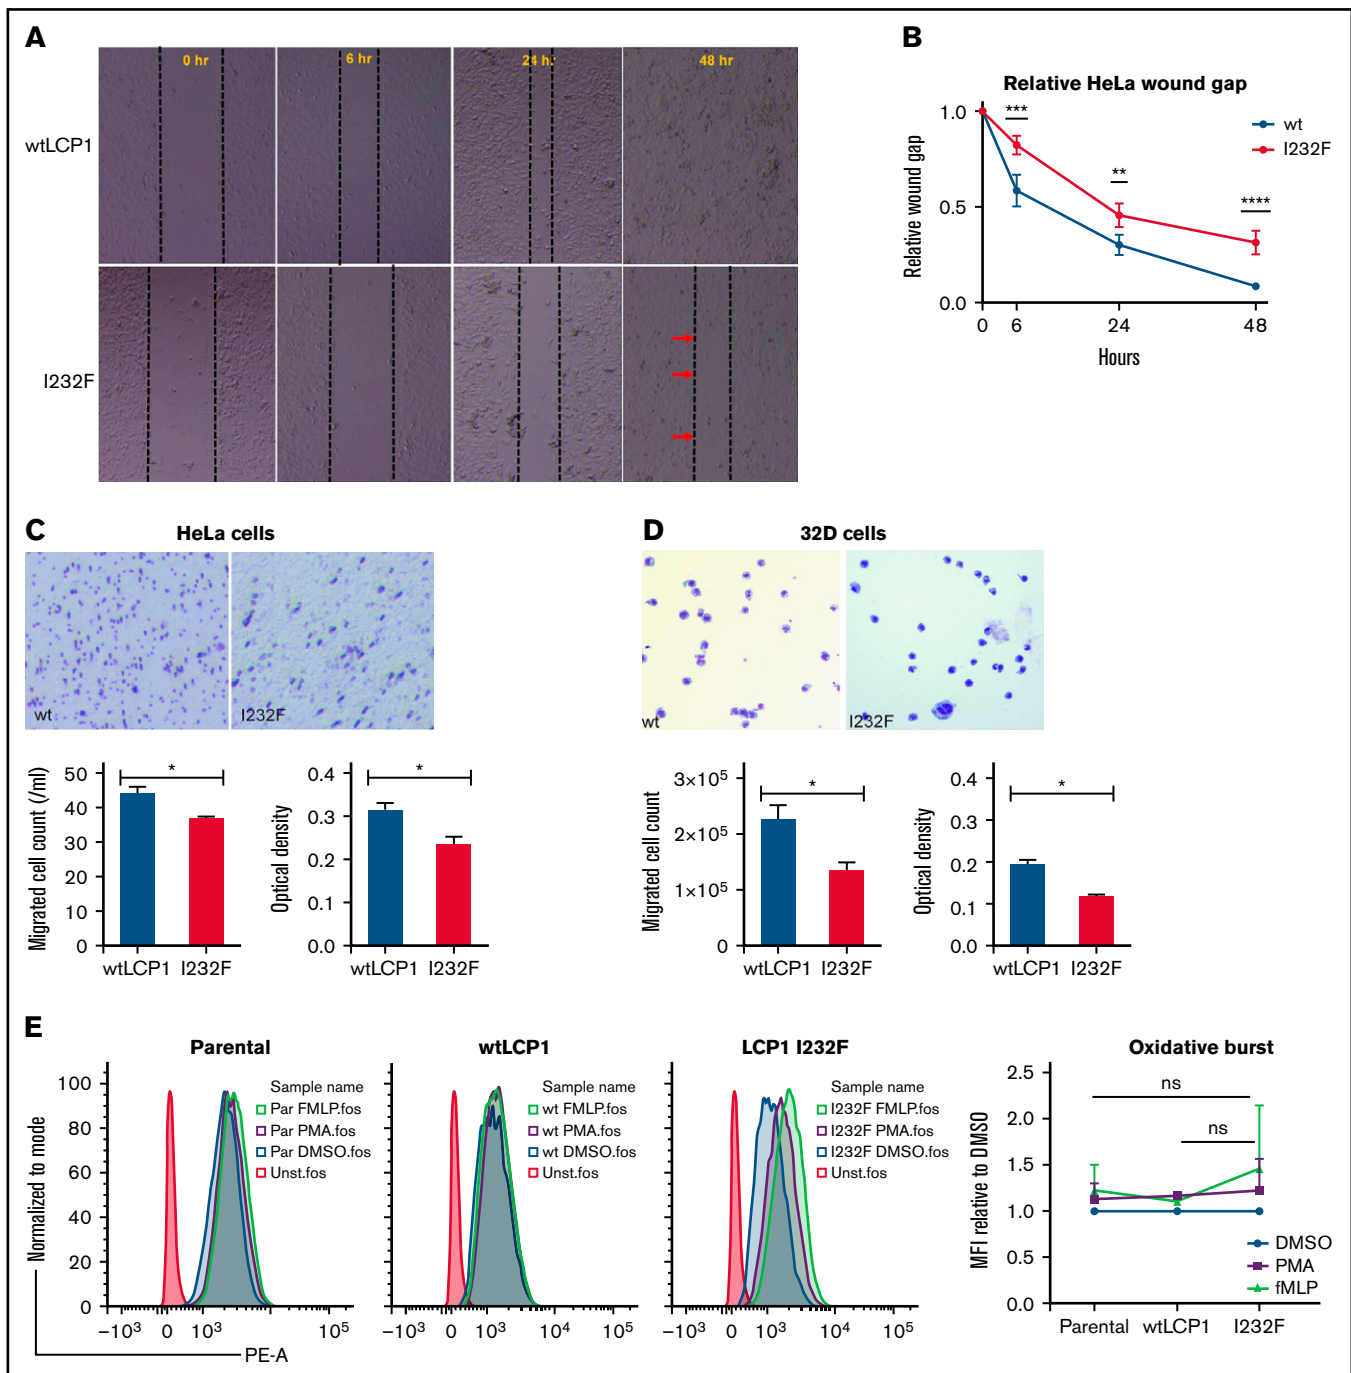 A
0 hr
6 hr
24 hr
48 hr
wtLCP1
I232F
B
Relative HeLa wound gap
wt
I232F
***
**
****
1.0
0.5
0.0
Relative wound gap
0 6 24 48
Hours
C
HeLa cells
wt
I232F
Migrated cell count (/ml)
50
40
30
20
10
0
*
wtLCP1 I232F
Optical density
0.4
0.3
0.2
0.1
0.0
*
wtLCP1 I232F
D
32D cells
wt
I232F
Migrated cell count
3×10⁵
2×10⁵
1×10⁵
0
*
wtLCP1 I232F
Optical density
0.4
0.3
0.2
0.1
0.0
*
wtLCP1 I232F
E
Parental
Normalized to mode
100
80
60
40
20
0
Sample name
Par FMLP.fos
Par PMA.fos
Par DMSO.fos
Unst.fos
−10³ 0 10³ 10⁵
PE-A
wtLCP1
Sample name
wt FMLP.fos
wt PMA.fos
wt DMSO.fos
Unst.fos
−10³ 0 10³ 10⁴ 10⁵
LCP1 I232F
Sample name
I232F FMLP.fos
I232F PMA.fos
I232F DMSO.fos
Unst.fos
−10³ 0 10³ 10⁴ 10⁵
Oxidative burst
MFI relative to DMSO
2.5
2.0
1.5
1.0
0.5
0.0
ns
ns
DMSO
PMA
fMLP
Parental wtLCP1 I232F